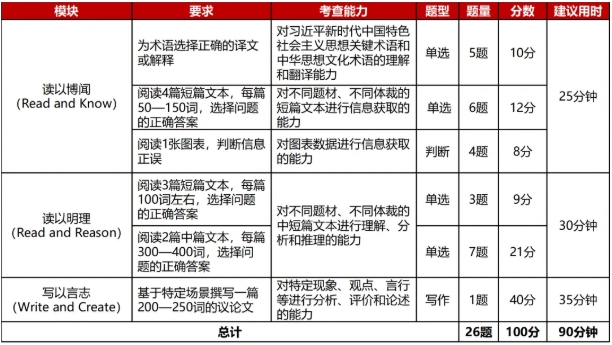 模块 要求 考查能力 题型 题量 分数 建议用时
读以博闻
(Read and Know)
为术语选择正确的译文
或解释
对习近平新时代中国特色
社会主义思想关键术语和
中华思想文化术语的理解
和翻译能力
单选 5题 10分
25分钟
阅读4篇短篇文本，每篇
50—150词，选择问题
的正确答案
对不同题材、不同体裁的
短篇文本进行信息获取的
能力
单选 6题 12分
阅读1张图表，判断信息
正误
对图表数据进行信息获取
的能力
判断 4题 8分
读以明理
(Read and Reason)
阅读3篇短篇文本，每篇
100词左右，选择问题
的正确答案
对不同题材、不同体裁的
中短篇文本进行理解、分
析和推理的能力
单选 3题 9分
30分钟
阅读2篇中篇文本，每篇
300—400词，选择问
题的正确答案
单选 7题 21分
写以言志
(Write and Create)
基于特定场景撰写一篇
200—250词的议论文
对特定现象、观点、言行
等进行分析、评价和论述
的能力
写作 1题 40分 35分钟
总计 26题 100分 90分钟